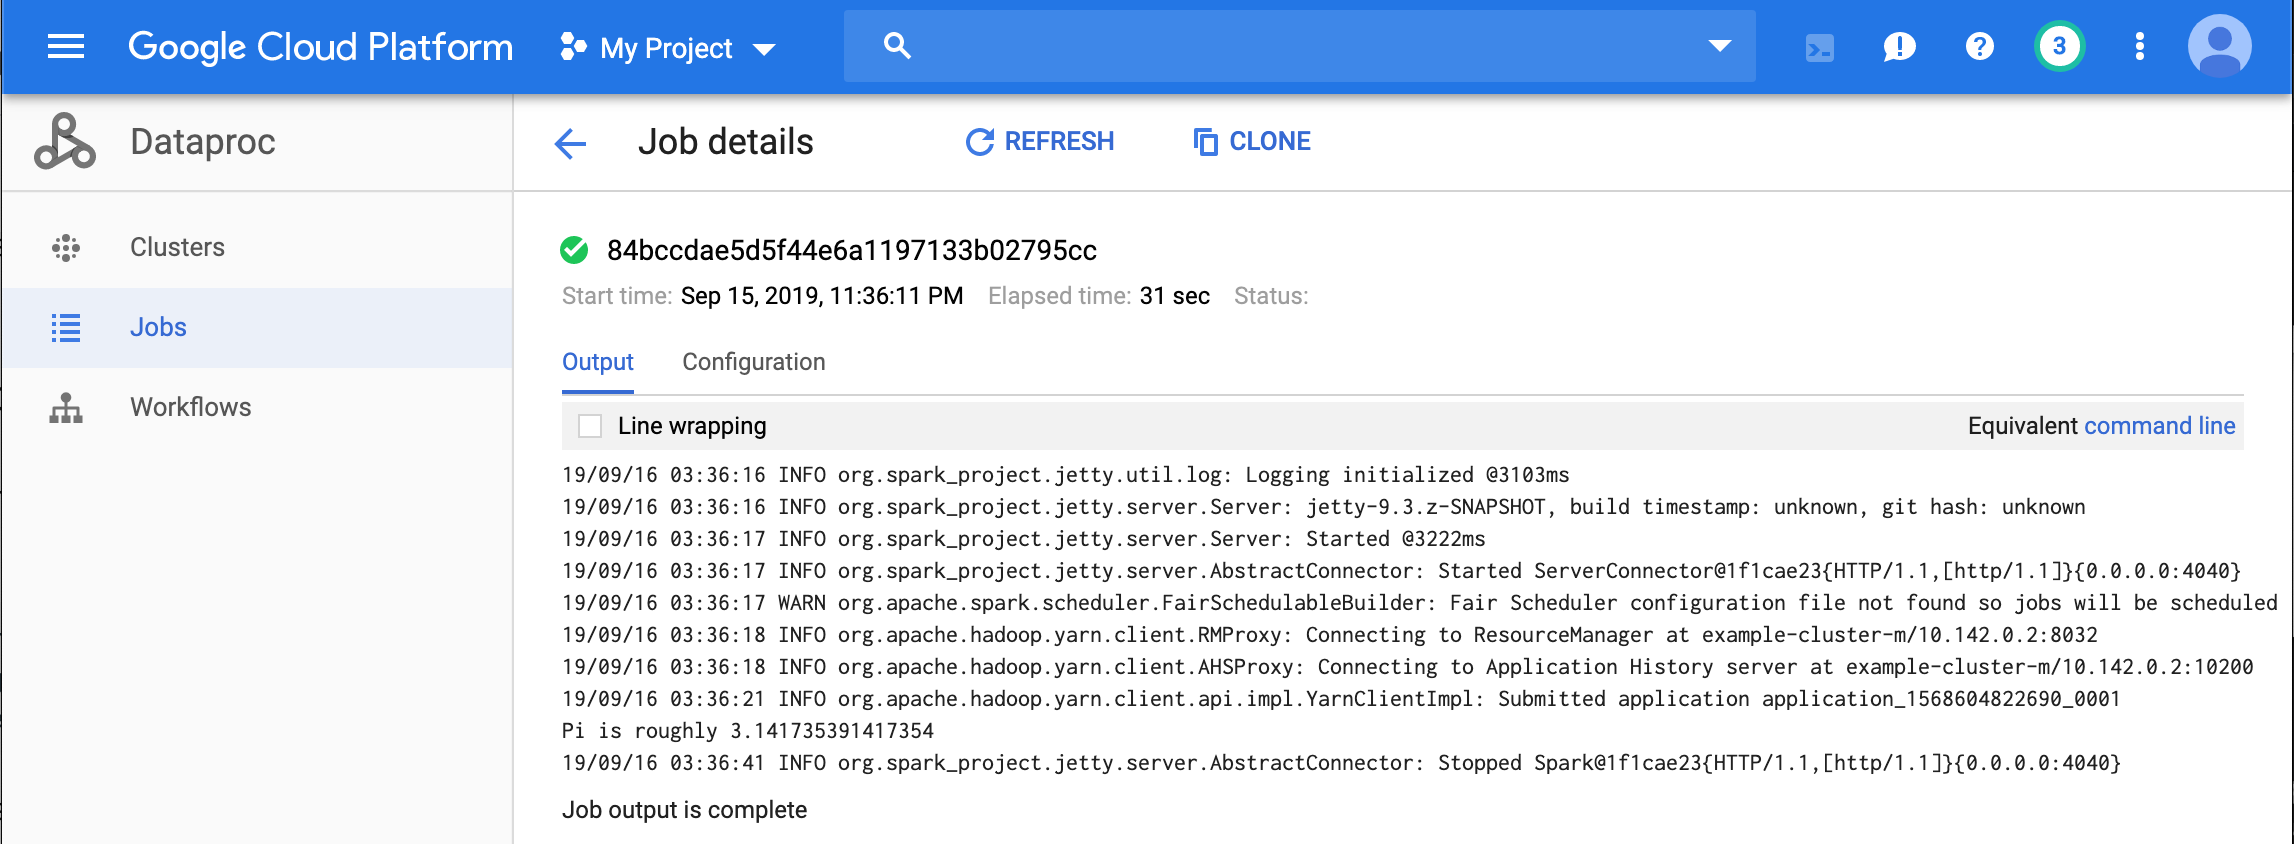 Google Cloud Platform My Project 3
Dataproc
Job details REFRESH CLONE
Clusters
Jobs
Workflows
84bccdae5d5f44e6a1197133b02795cc
Start time: Sep 15, 2019, 11:36:11 PM Elapsed time: 31 sec Status:
Output Configuration
Line wrapping Equivalent command line
19/09/16 03:36:16 INFO org.spark_project.jetty.util.log: Logging initialized @3103ms
19/09/16 03:36:16 INFO org.spark_project.jetty.server.Server: jetty-9.3.z-SNAPSHOT, build timestamp: unknown, git hash: unknown
19/09/16 03:36:17 INFO org.spark_project.jetty.server.Server: Started @3222ms
19/09/16 03:36:17 INFO org.spark_project.jetty.server.AbstractConnector: Started ServerConnector@1f1cae23{HTTP/1.1,[http/1.1]}{0.0.0.0:4040}
19/09/16 03:36:17 WARN org.apache.spark.scheduler.FairSchedulableBuilder: Fair Scheduler configuration file not found so jobs will be scheduled
19/09/16 03:36:18 INFO org.apache.hadoop.yarn.client.RMProxy: Connecting to ResourceManager at example-cluster-m/10.142.0.2:8032
19/09/16 03:36:18 INFO org.apache.hadoop.yarn.client.AHSProxy: Connecting to Application History server at example-cluster-m/10.142.0.2:10200
19/09/16 03:36:21 INFO org.apache.hadoop.yarn.client.api.impl.YarnClientImpl: Submitted application application_1568604822690_0001
Pi is roughly 3.141735391417354
19/09/16 03:36:41 INFO org.spark_project.jetty.server.AbstractConnector: Stopped Spark@1f1cae23{HTTP/1.1,[http/1.1]}{0.0.0.0:4040}
Job output is complete